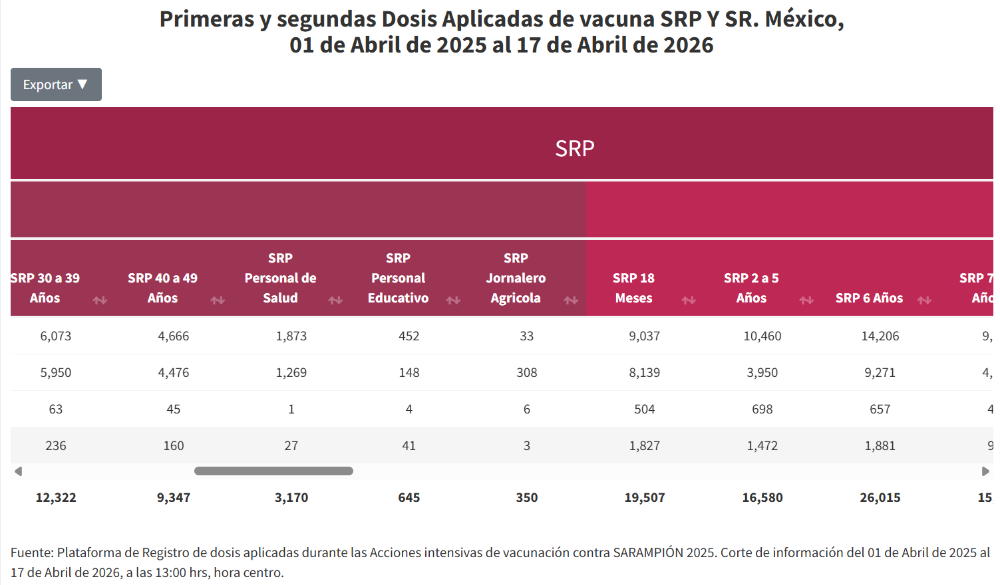 Primeras y segundas Dosis Aplicadas de vacuna SRP Y SR. México,
01 de Abril de 2025 al 17 de Abril de 2026
Exportar ▼
SRP
SRP 30 a 39 Años SRP 40 a 49 Años SRP Personal de Salud SRP Personal Educativo SRP Jornalero Agricola SRP 18 Meses SRP 2 a 5 Años SRP 6 Años SRP 7
6,073 4,666 1,873 452 33 9,037 10,460 14,206 9,
5,950 4,476 1,269 148 308 8,139 3,950 9,271 4,
63 45 1 4 6 504 698 657 4
236 160 27 41 3 1,827 1,472 1,881 9
12,322 9,347 3,170 645 350 19,507 16,580 26,015 15,
Fuente: Plataforma de Registro de dosis aplicadas durante las Acciones intensivas de vacunación contra SARAMPIÓN 2025. Corte de información del 01 de Abril de 2025 al
17 de Abril de 2026, a las 13:00 hrs, hora centro.